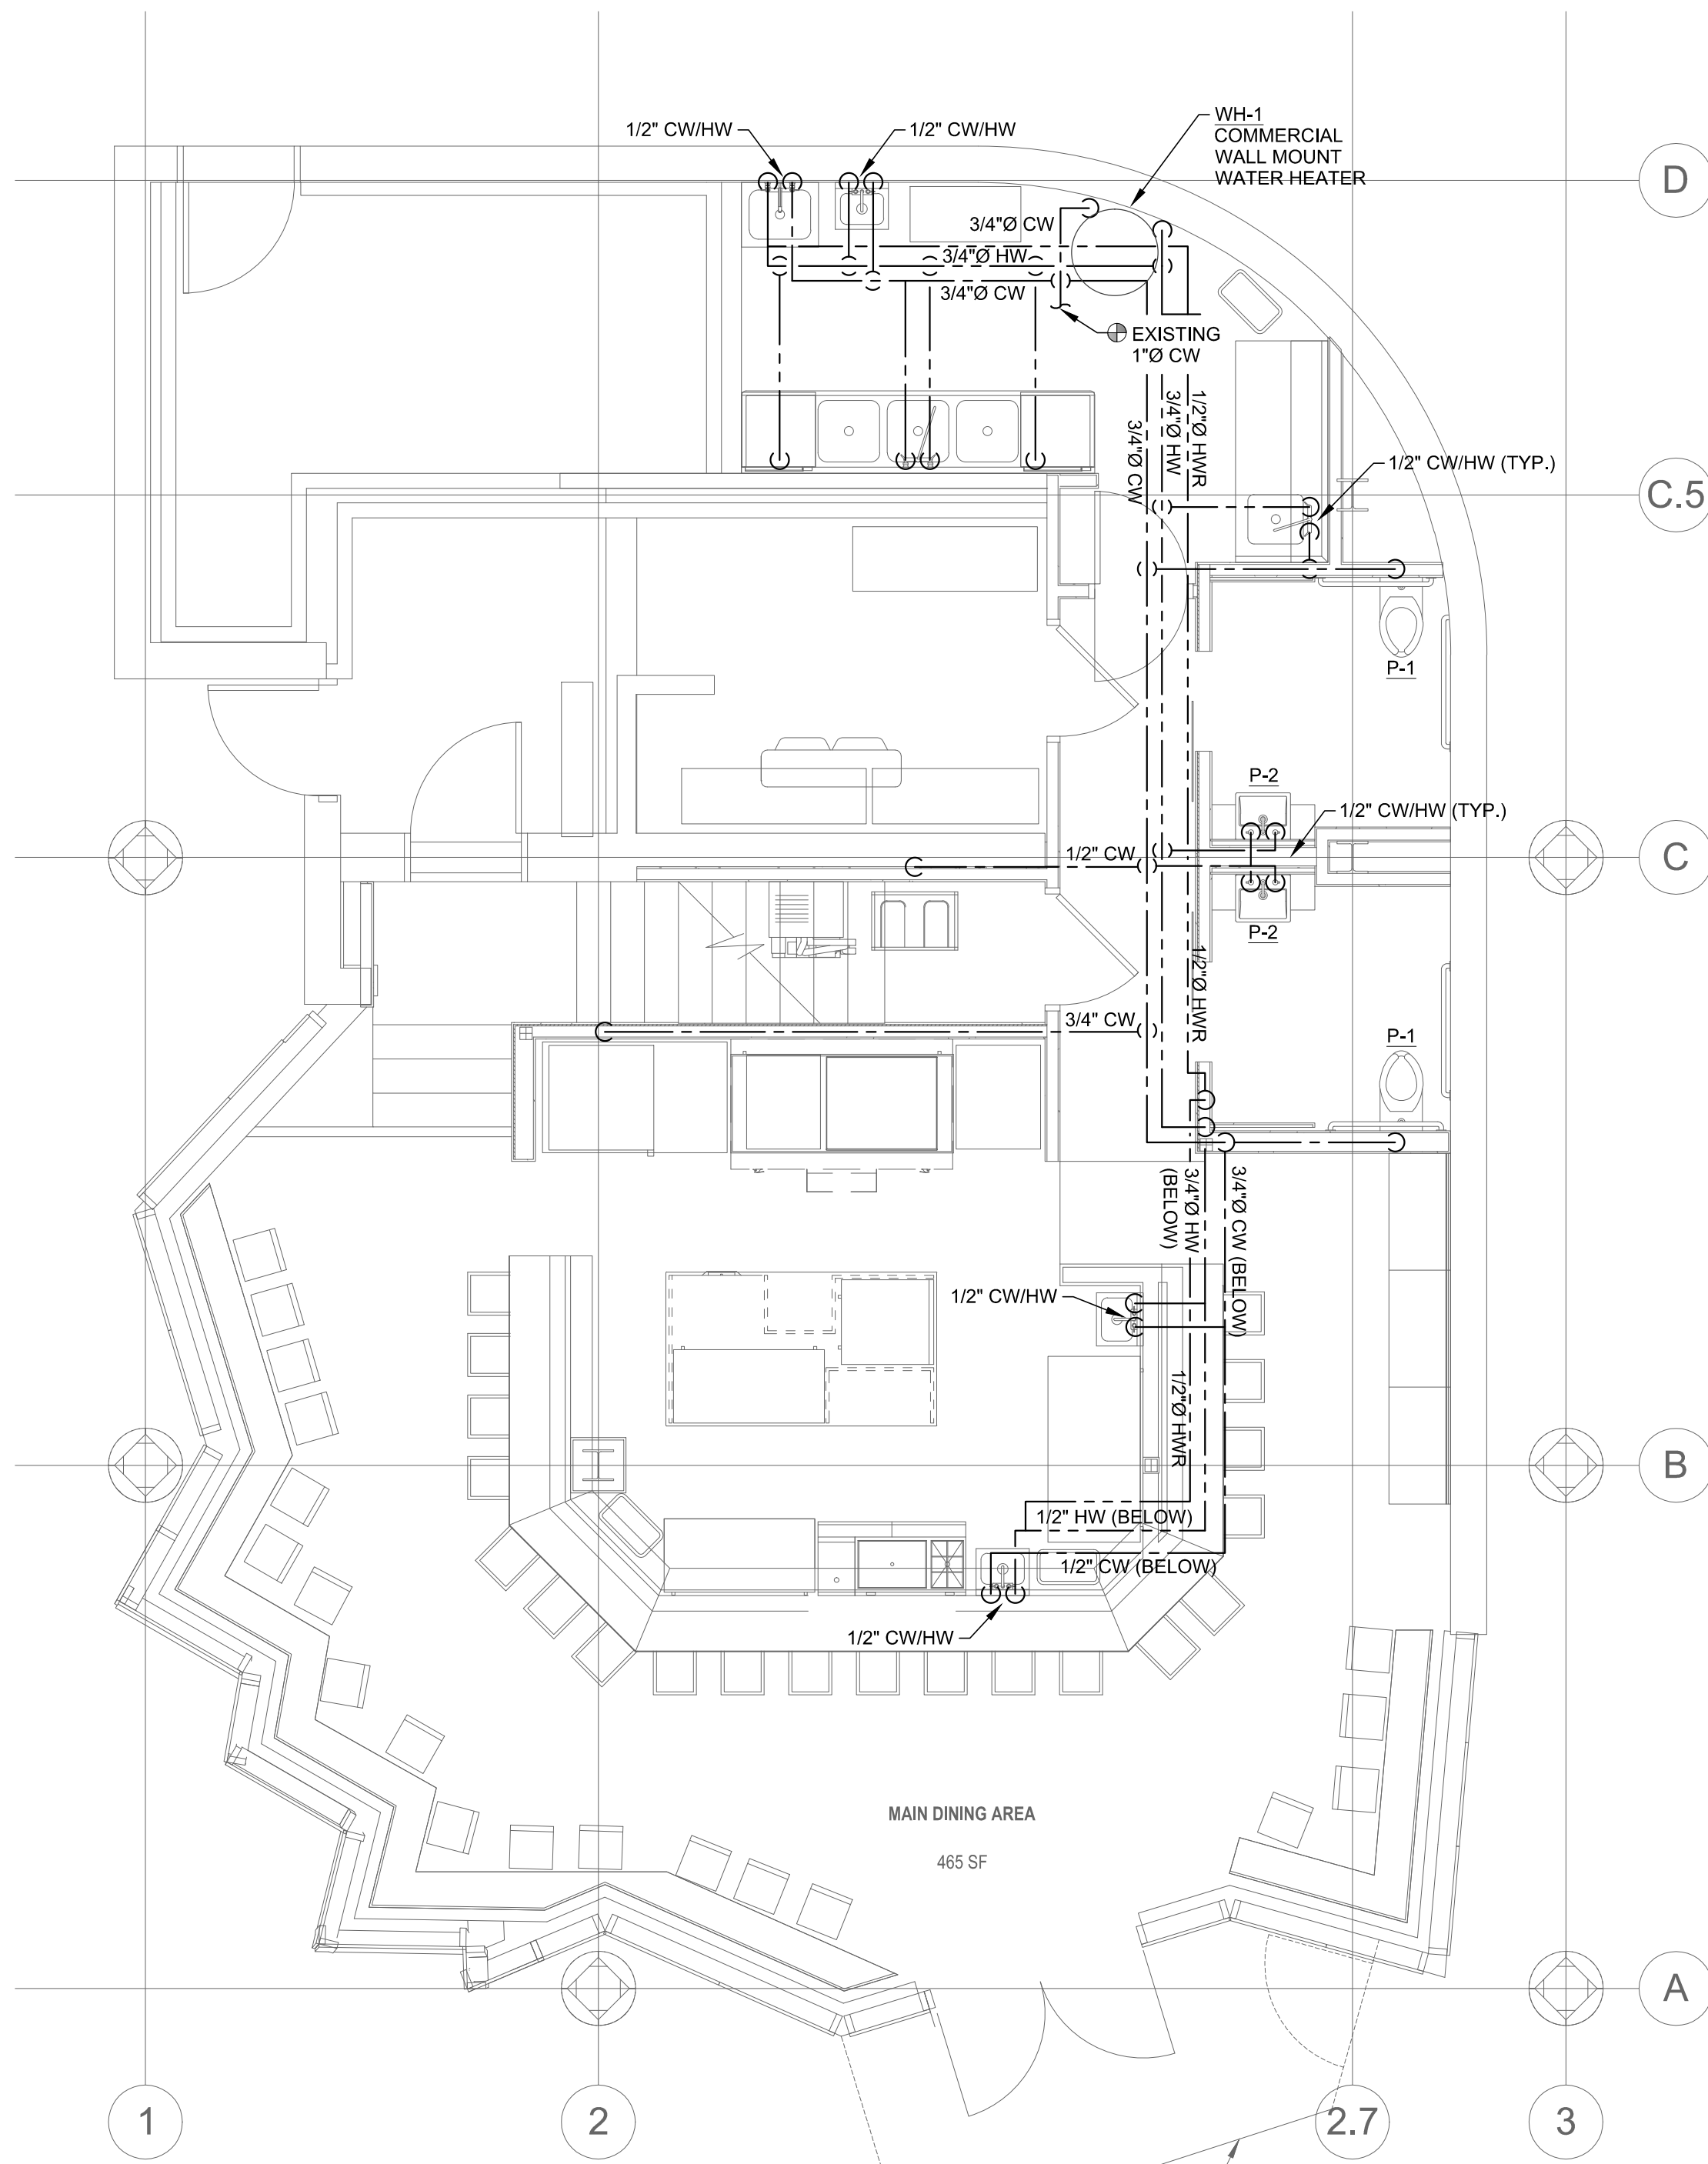 1/2" CW/HW
1/2" CW/HW
WH-1
COMMERCIAL
WALL MOUNT
WATER HEATER
D
3/4"Ø CW
3/4"Ø HW
3/4"Ø CW
EXISTING
1"Ø CW
1/2"Ø HWR
3/4"Ø HW
3/4"Ø CW
1/2" CW/HW (TYP.)
C.5
P-1
P-2
1/2" CW/HW (TYP.)
1/2" CW
C
P-2
1/2"Ø HWR
3/4" CW
P-1
3/4"Ø HW
(BELOW)
3/4"Ø CW (BELOW)
1/2" CW/HW
1/2"Ø HWR
B
1/2" HW (BELOW)
1/2" CW (BELOW)
1/2" CW/HW
MAIN DINING AREA
465 SF
A
1
2
2.7
3